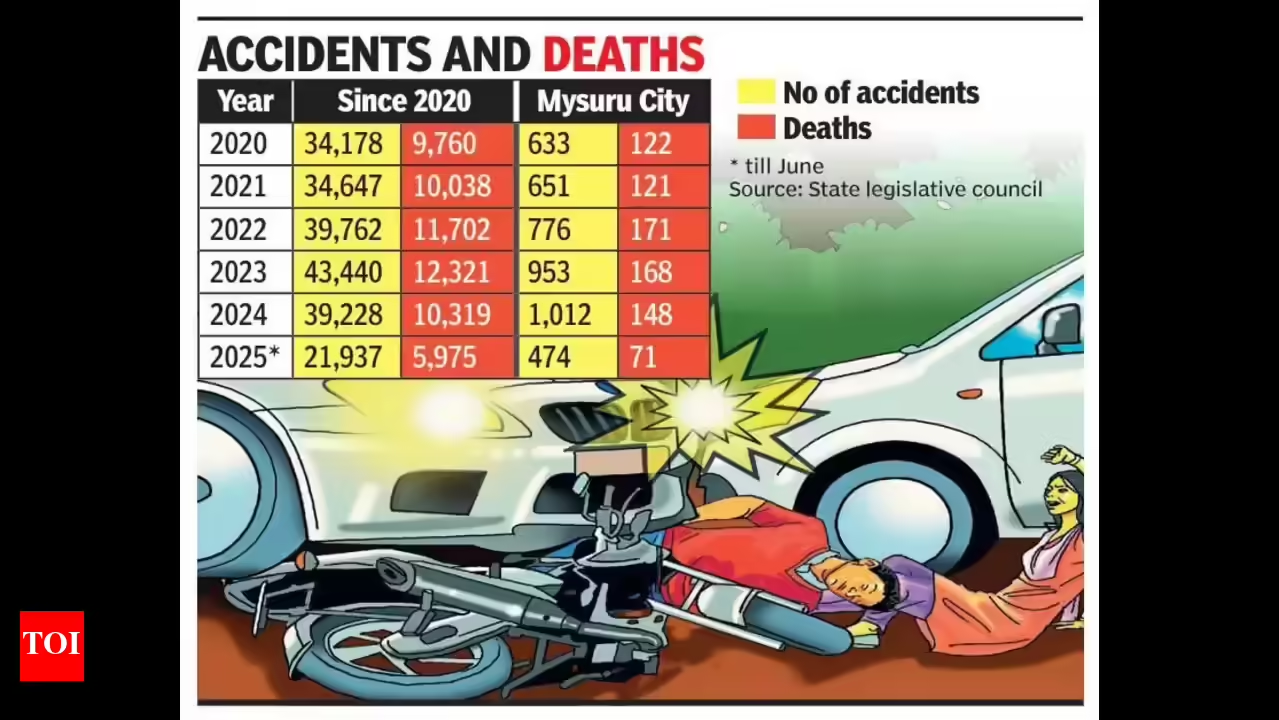 ACCIDENTS AND DEATHS
Year Since 2020 Mysuru City
2020 34,178 9,760 633 122
2021 34,647 10,038 651 121
2022 39,762 11,702 776 171
2023 43,440 12,321 953 168
2024 39,228 10,319 1,012 148
2025* 21,937 5,975 474 71
No of accidents
Deaths
* till June
Source: State legislative council
TOI